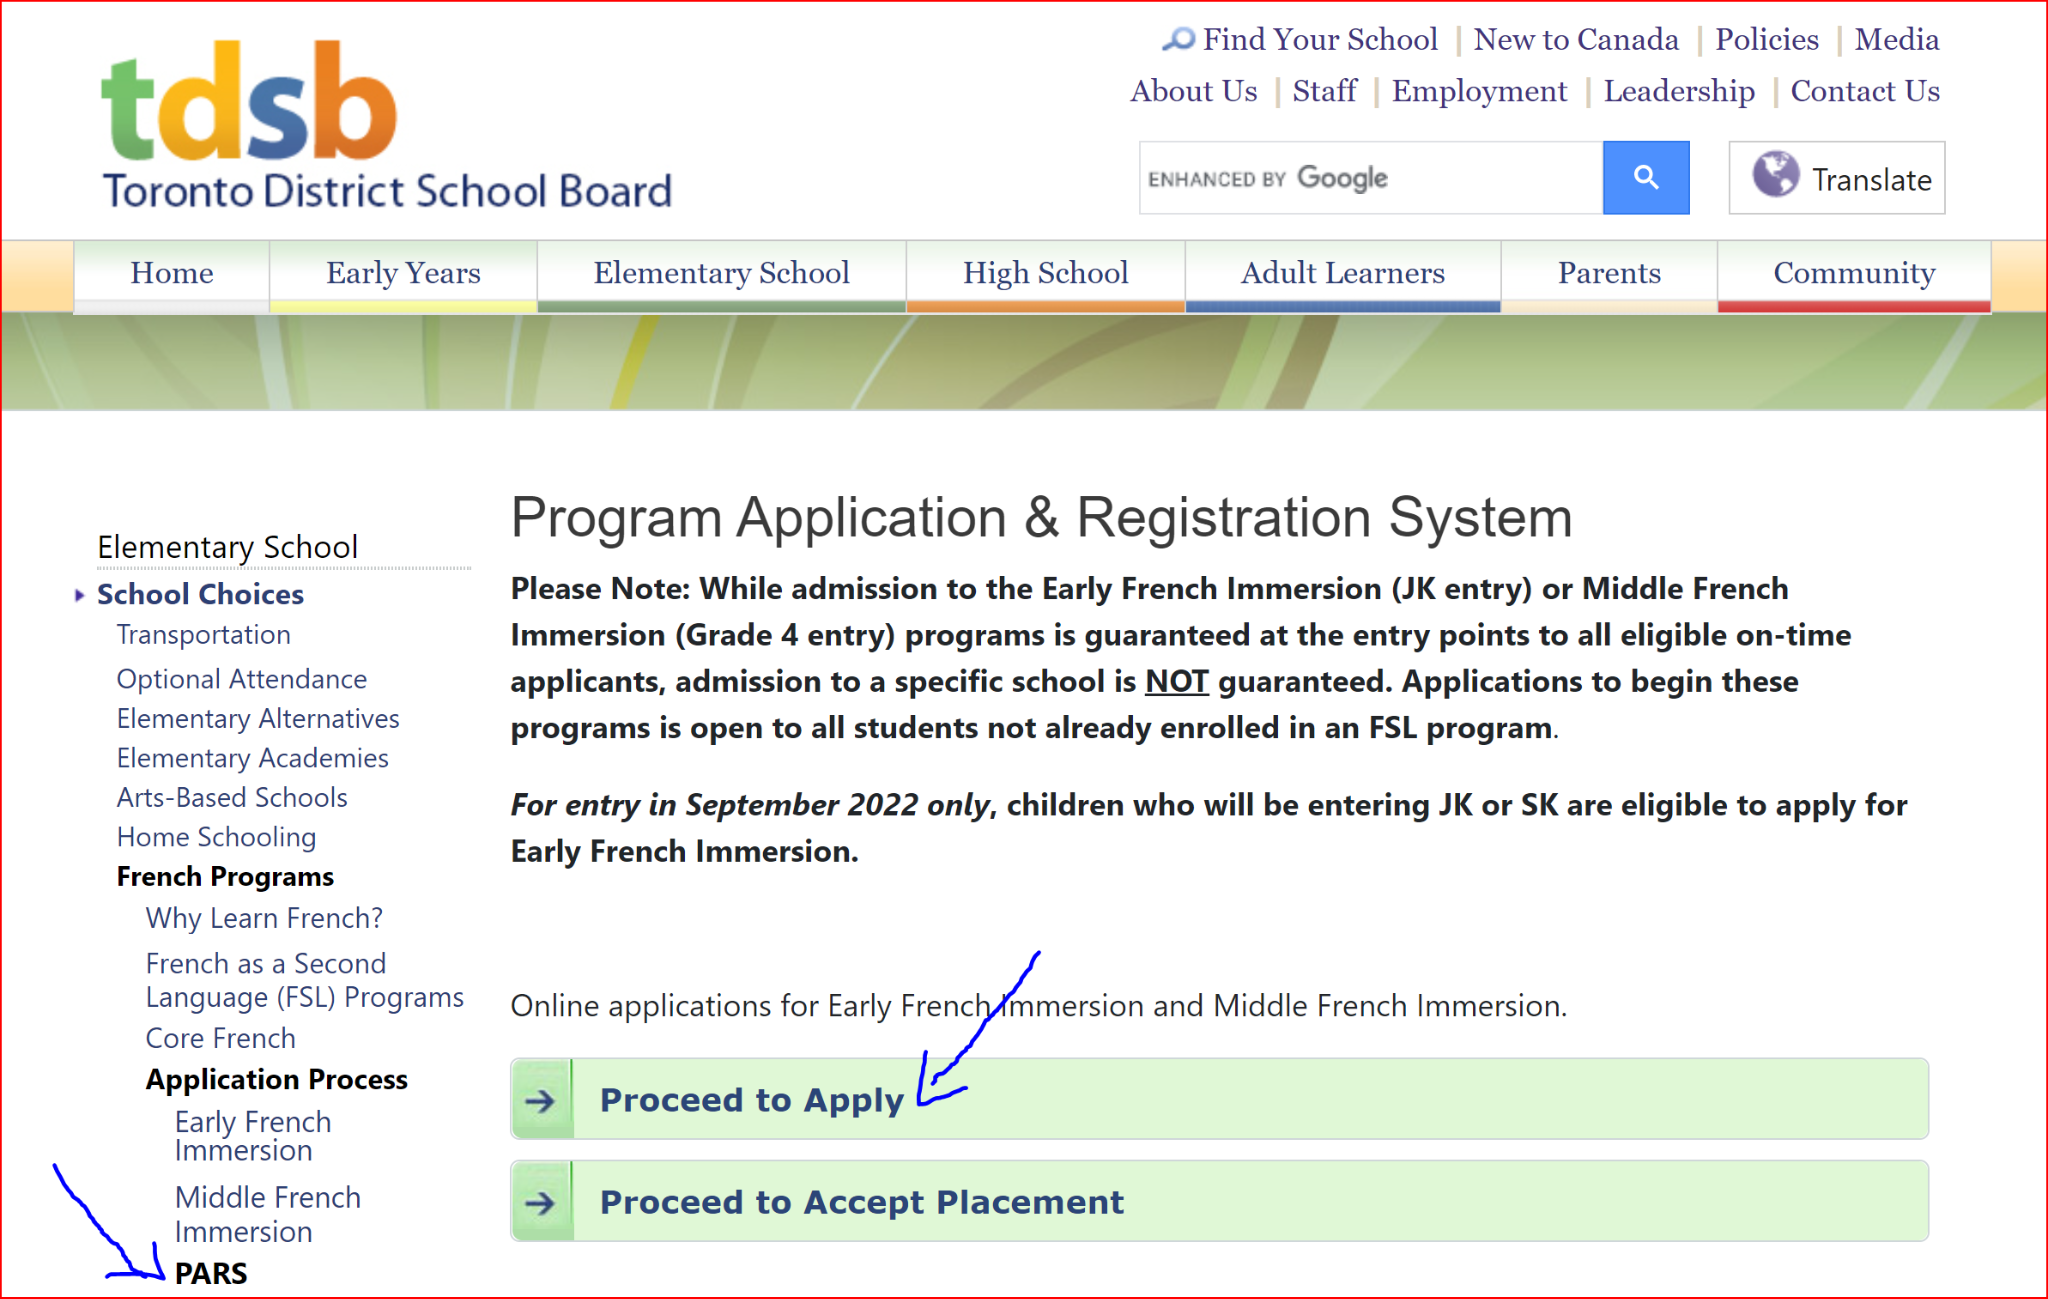 tdsb
Toronto District School Board
Find Your School | New to Canada | Policies | Media
About Us | Staff | Employment | Leadership | Contact Us
ENHANCED BY Google
Translate
Home
Early Years
Elementary School
High School
Adult Learners
Parents
Community
Elementary School
School Choices
Transportation
Optional Attendance
Elementary Alternatives
Elementary Academies
Arts-Based Schools
Home Schooling
French Programs
Why Learn French?
French as a Second
Language (FSL) Programs
Core French
Application Process
Early French
Immersion
Middle French
Immersion
PARS
Program Application & Registration System
Please Note: While admission to the Early French Immersion (JK entry) or Middle French
Immersion (Grade 4 entry) programs is guaranteed at the entry points to all eligible on-time
applicants, admission to a specific school is NOT guaranteed. Applications to begin these
programs is open to all students not already enrolled in an FSL program.
For entry in September 2022 only, children who will be entering JK or SK are eligible to apply for
Early French Immersion.
Online applications for Early French Immersion and Middle French Immersion.
Proceed to Apply
Proceed to Accept Placement